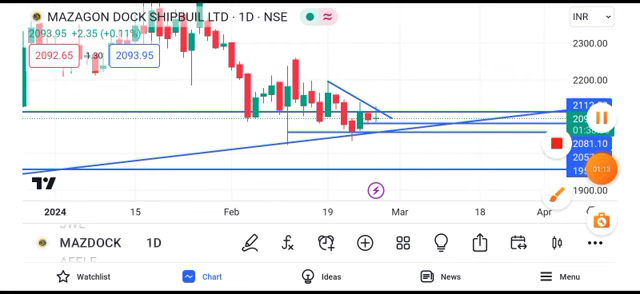 MAZAGON DOCK SHIPBUIL LTD · 1D · NSE
INR
2093.95 +2.35 (+0.11%)
2092.65
1.30
2093.95
2300.00
2200.00
2081.10
1900.00
01:13
2024
15
Feb
19
Mar
18
Apr
MAZDOCK 1D
Watchlist
Chart
Ideas
News
Menu